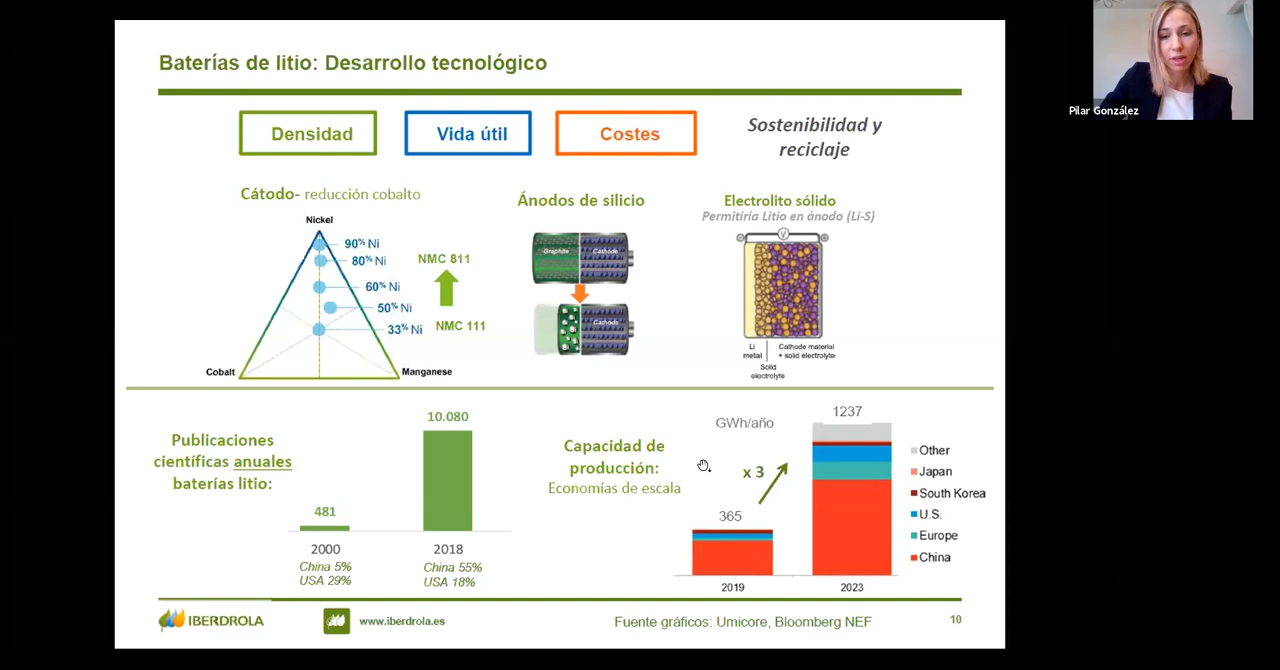 Baterías de litio: Desarrollo tecnológico
Pilar González
Densidad
Vida útil
Costes
Sostenibilidad y
reciclaje
Cátodo- reducción cobalto
Nickel
90% Ni
80% Ni
60% Ni
50% Ni
33% Ni
NMC 811
NMC 111
Cobalt
Manganese
Ánodos de silicio
Graphite
Cathode
Cathode
Electrolito sólido
Permitiría Litio en ánodo (Li-S)
V
Li
metal
Cathode material
+ solid electrolyte
Solid
electrolyte
Publicaciones
científicas anuales
baterías litio:
481
10.080
2000
2018
China 5%
USA 29%
China 55%
USA 18%
Capacidad de
producción:
Economías de escala
GWh/año
x 3
365
1237
2019
2023
Other
Japan
South Korea
U.S.
Europe
China
IBERDROLA
www.iberdrola.es
Fuente gráficos: Umicore, Bloomberg NEF
10